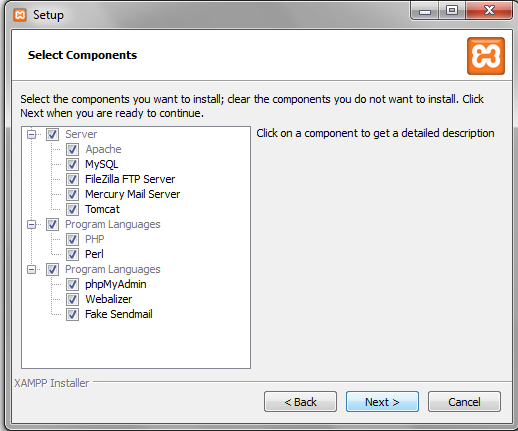 Setup
Select Components
Select the components you want to install; clear the components you do not want to install. Click
Next when you are ready to continue.
Server
Apache
MySQL
FileZilla FTP Server
Mercury Mail Server
Tomcat
Program Languages
PHP
Perl
Program Languages
phpMyAdmin
Webalizer
Fake Sendmail
Click on a component to get a detailed description
XAMPP Installer
< Back
Next >
Cancel